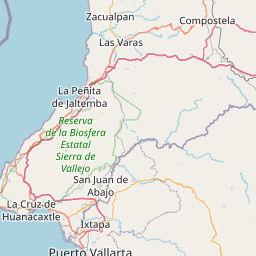 Zacualpan
Compostela
Las Varas
La Peñita
de Jaltemba
Reserva
de la Biosfera
Estatal
Sierra de
Vallejo
San Juan de
Abajo
La Cruz de
Huanacaxtle
Ixtapa
Puerto Vallarta